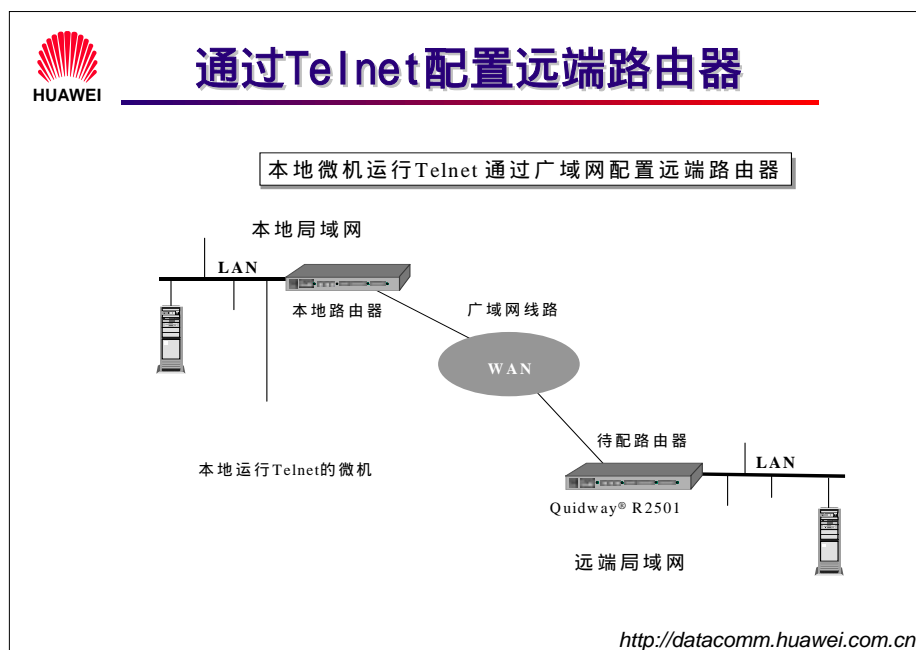 HUAWEI
通过Telnet配置远端路由器
本地微机运行Telnet 通过广域网配置远端路由器
本地局域网
LAN
本地路由器
广域网线路
WAN
待配路由器
本地运行Telnet的微机
LAN
Quidway® R2501
远端局域网
http://datacomm.huawei.com.cn